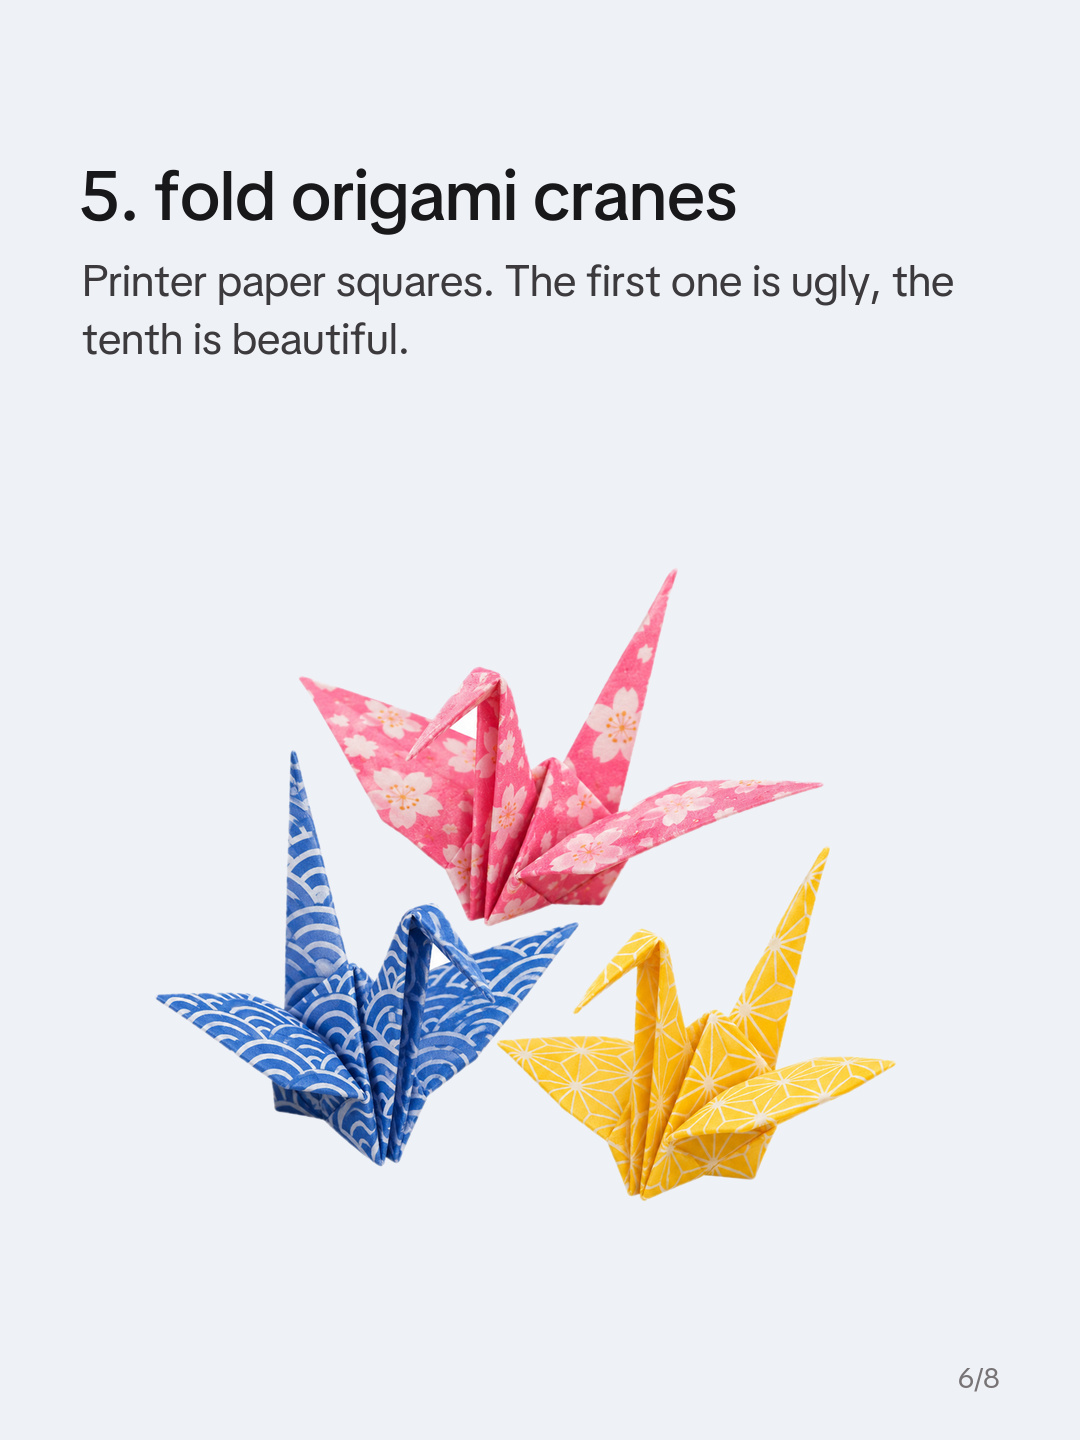 5. fold origami cranes
Printer paper squares. The first one is ugly, the
tenth is beautiful.
6/8